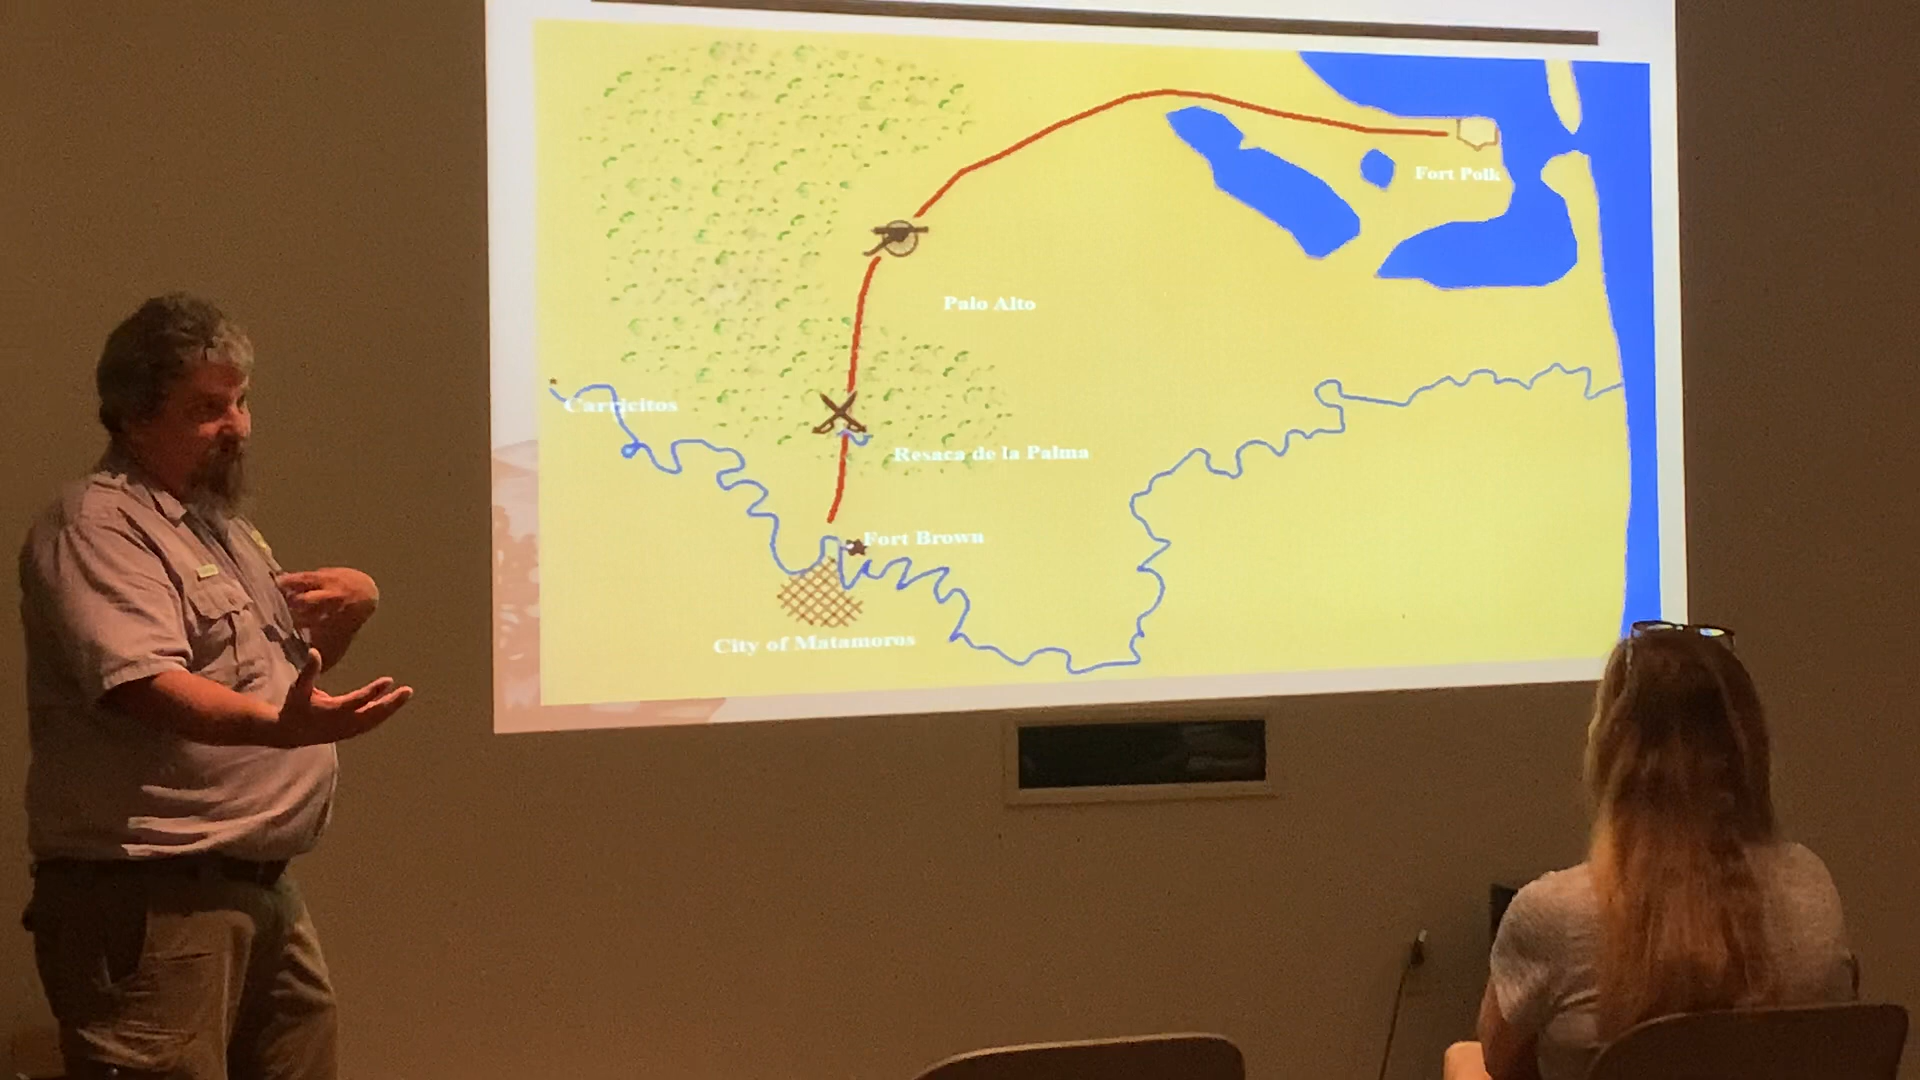 Fort Polk
Palo Alto
Carricitos
Resaca de la Palma
Fort Brown
City of Matamoros